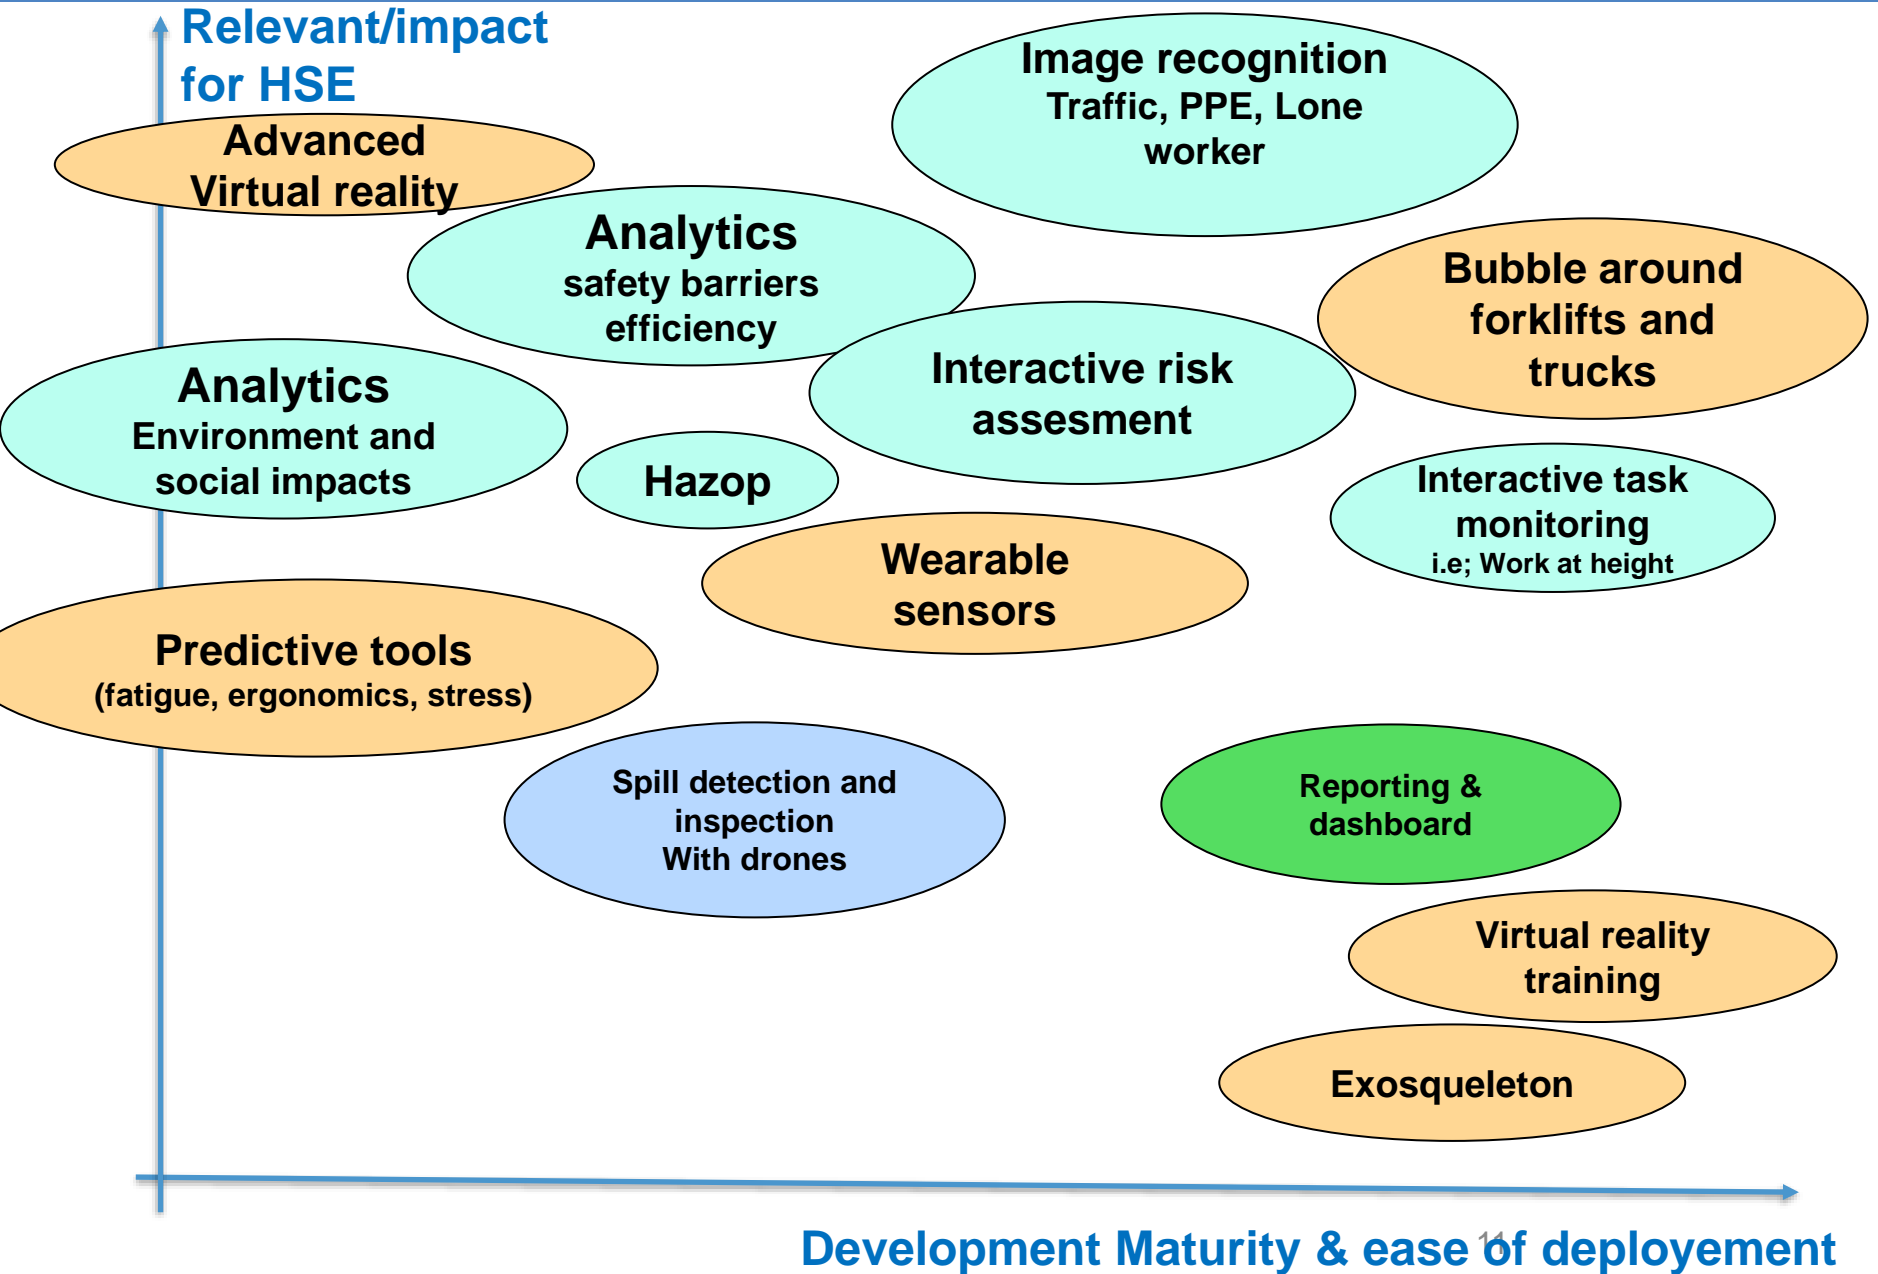 Relevant/impact
for HSE
Image recognition
Traffic, PPE, Lone
worker
Advanced
Virtual reality
Analytics
safety barriers
efficiency
Bubble around
forklifts and
trucks
Interactive risk
assesment
Analytics
Environment and
social impacts
Hazop
Interactive task
monitoring
i.e; Work at height
Wearable
sensors
Predictive tools
(fatigue, ergonomics, stress)
Spill detection and
inspection
With drones
Reporting &
dashboard
Virtual reality
training
Exosqueleton
Development Maturity & ease of deployement
11